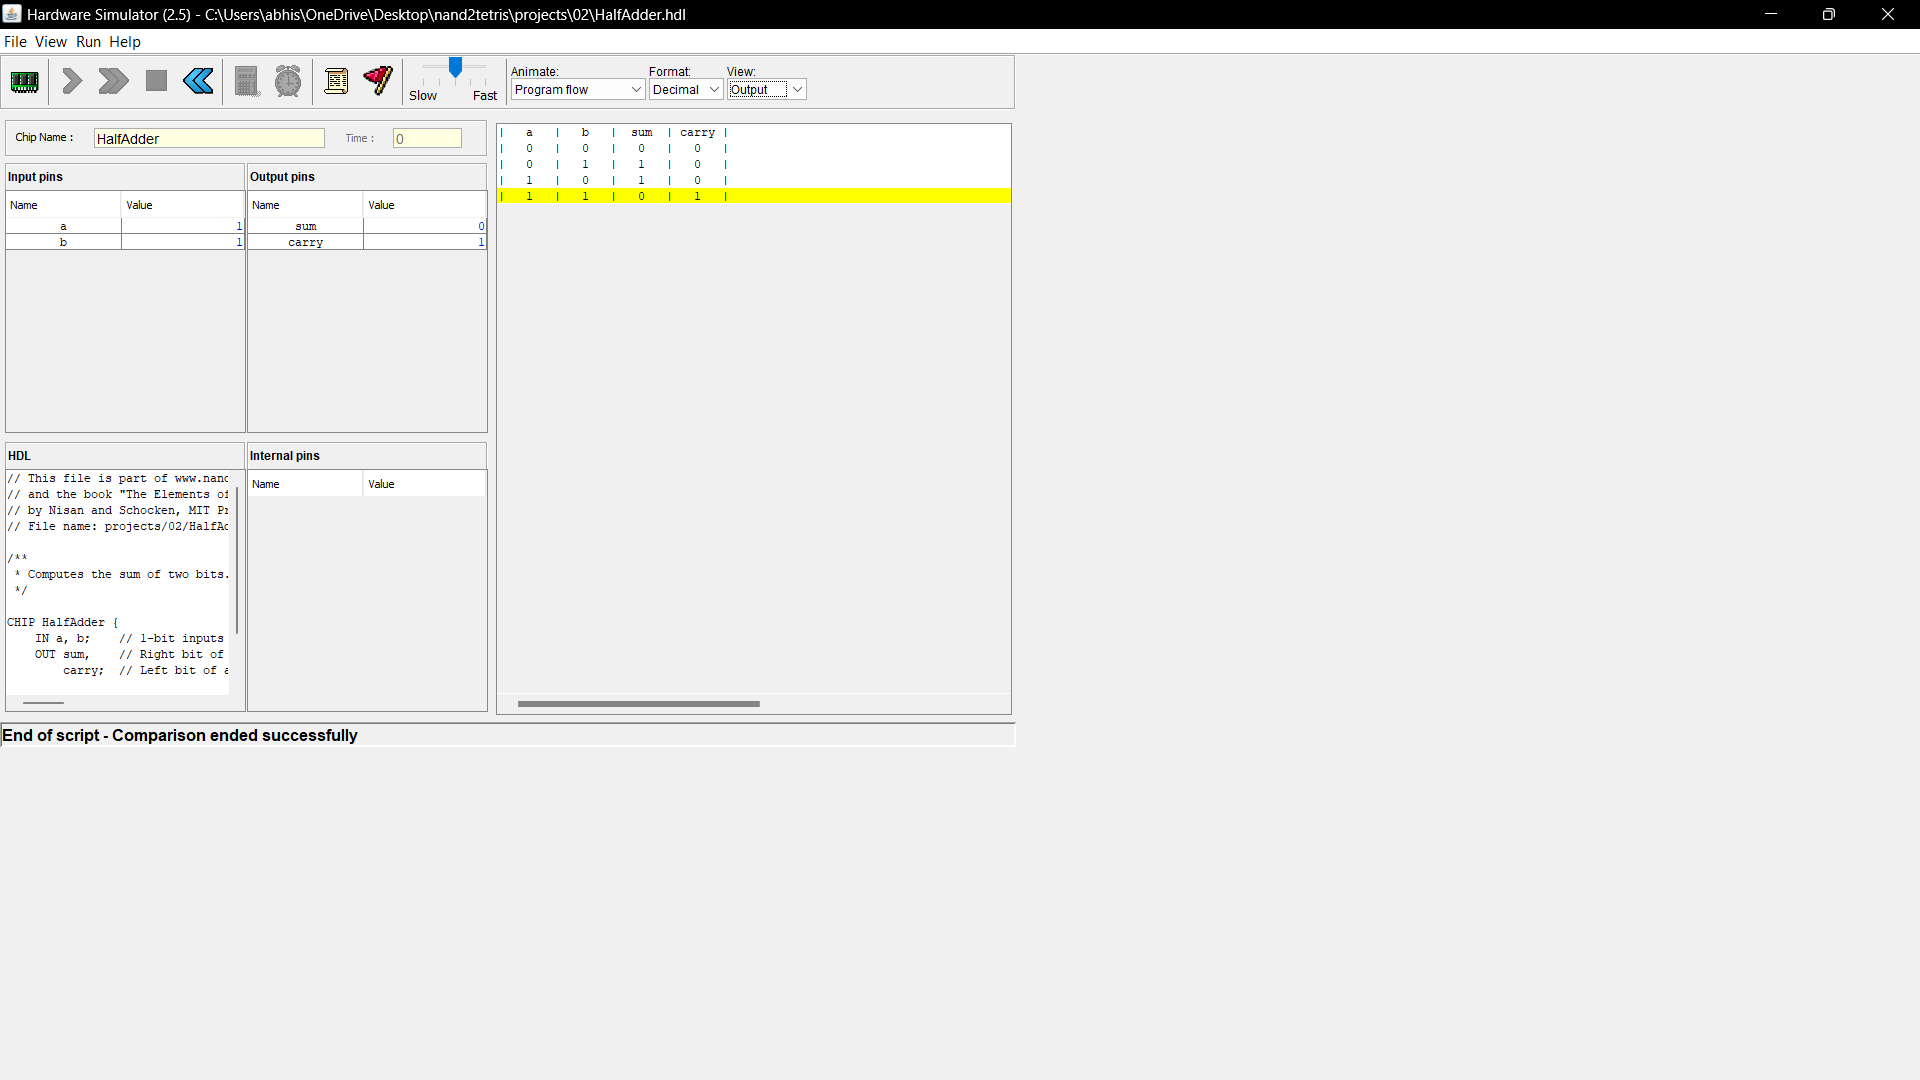 Hardware Simulator (2.5) - C:\Users\abhis\OneDrive\Desktop\nand2tetris\projects\02\HalfAdder.hdl
File View Run Help
Slow Fast
Animate: Format: View:
Program flow Decimal Output
Chip Name : HalfAdder Time : 0
Input pins
Name Value
a 1
b 1
Output pins
Name Value
sum 0
carry 1
| a | b | sum | carry |
| 0 | 0 | 0 | 0 |
| 0 | 1 | 1 | 0 |
| 1 | 0 | 1 | 0 |
| 1 | 1 | 0 | 1 |
HDL
// This file is part of www.nand
// and the book "The Elements of
// by Nisan and Schocken, MIT Pr
// File name: projects/02/HalfAd
/**
* Computes the sum of two bits.
*/
CHIP HalfAdder {
IN a, b; // 1-bit inputs
OUT sum, // Right bit of
carry; // Left bit of a
Internal pins
Name Value
End of script - Comparison ended successfully